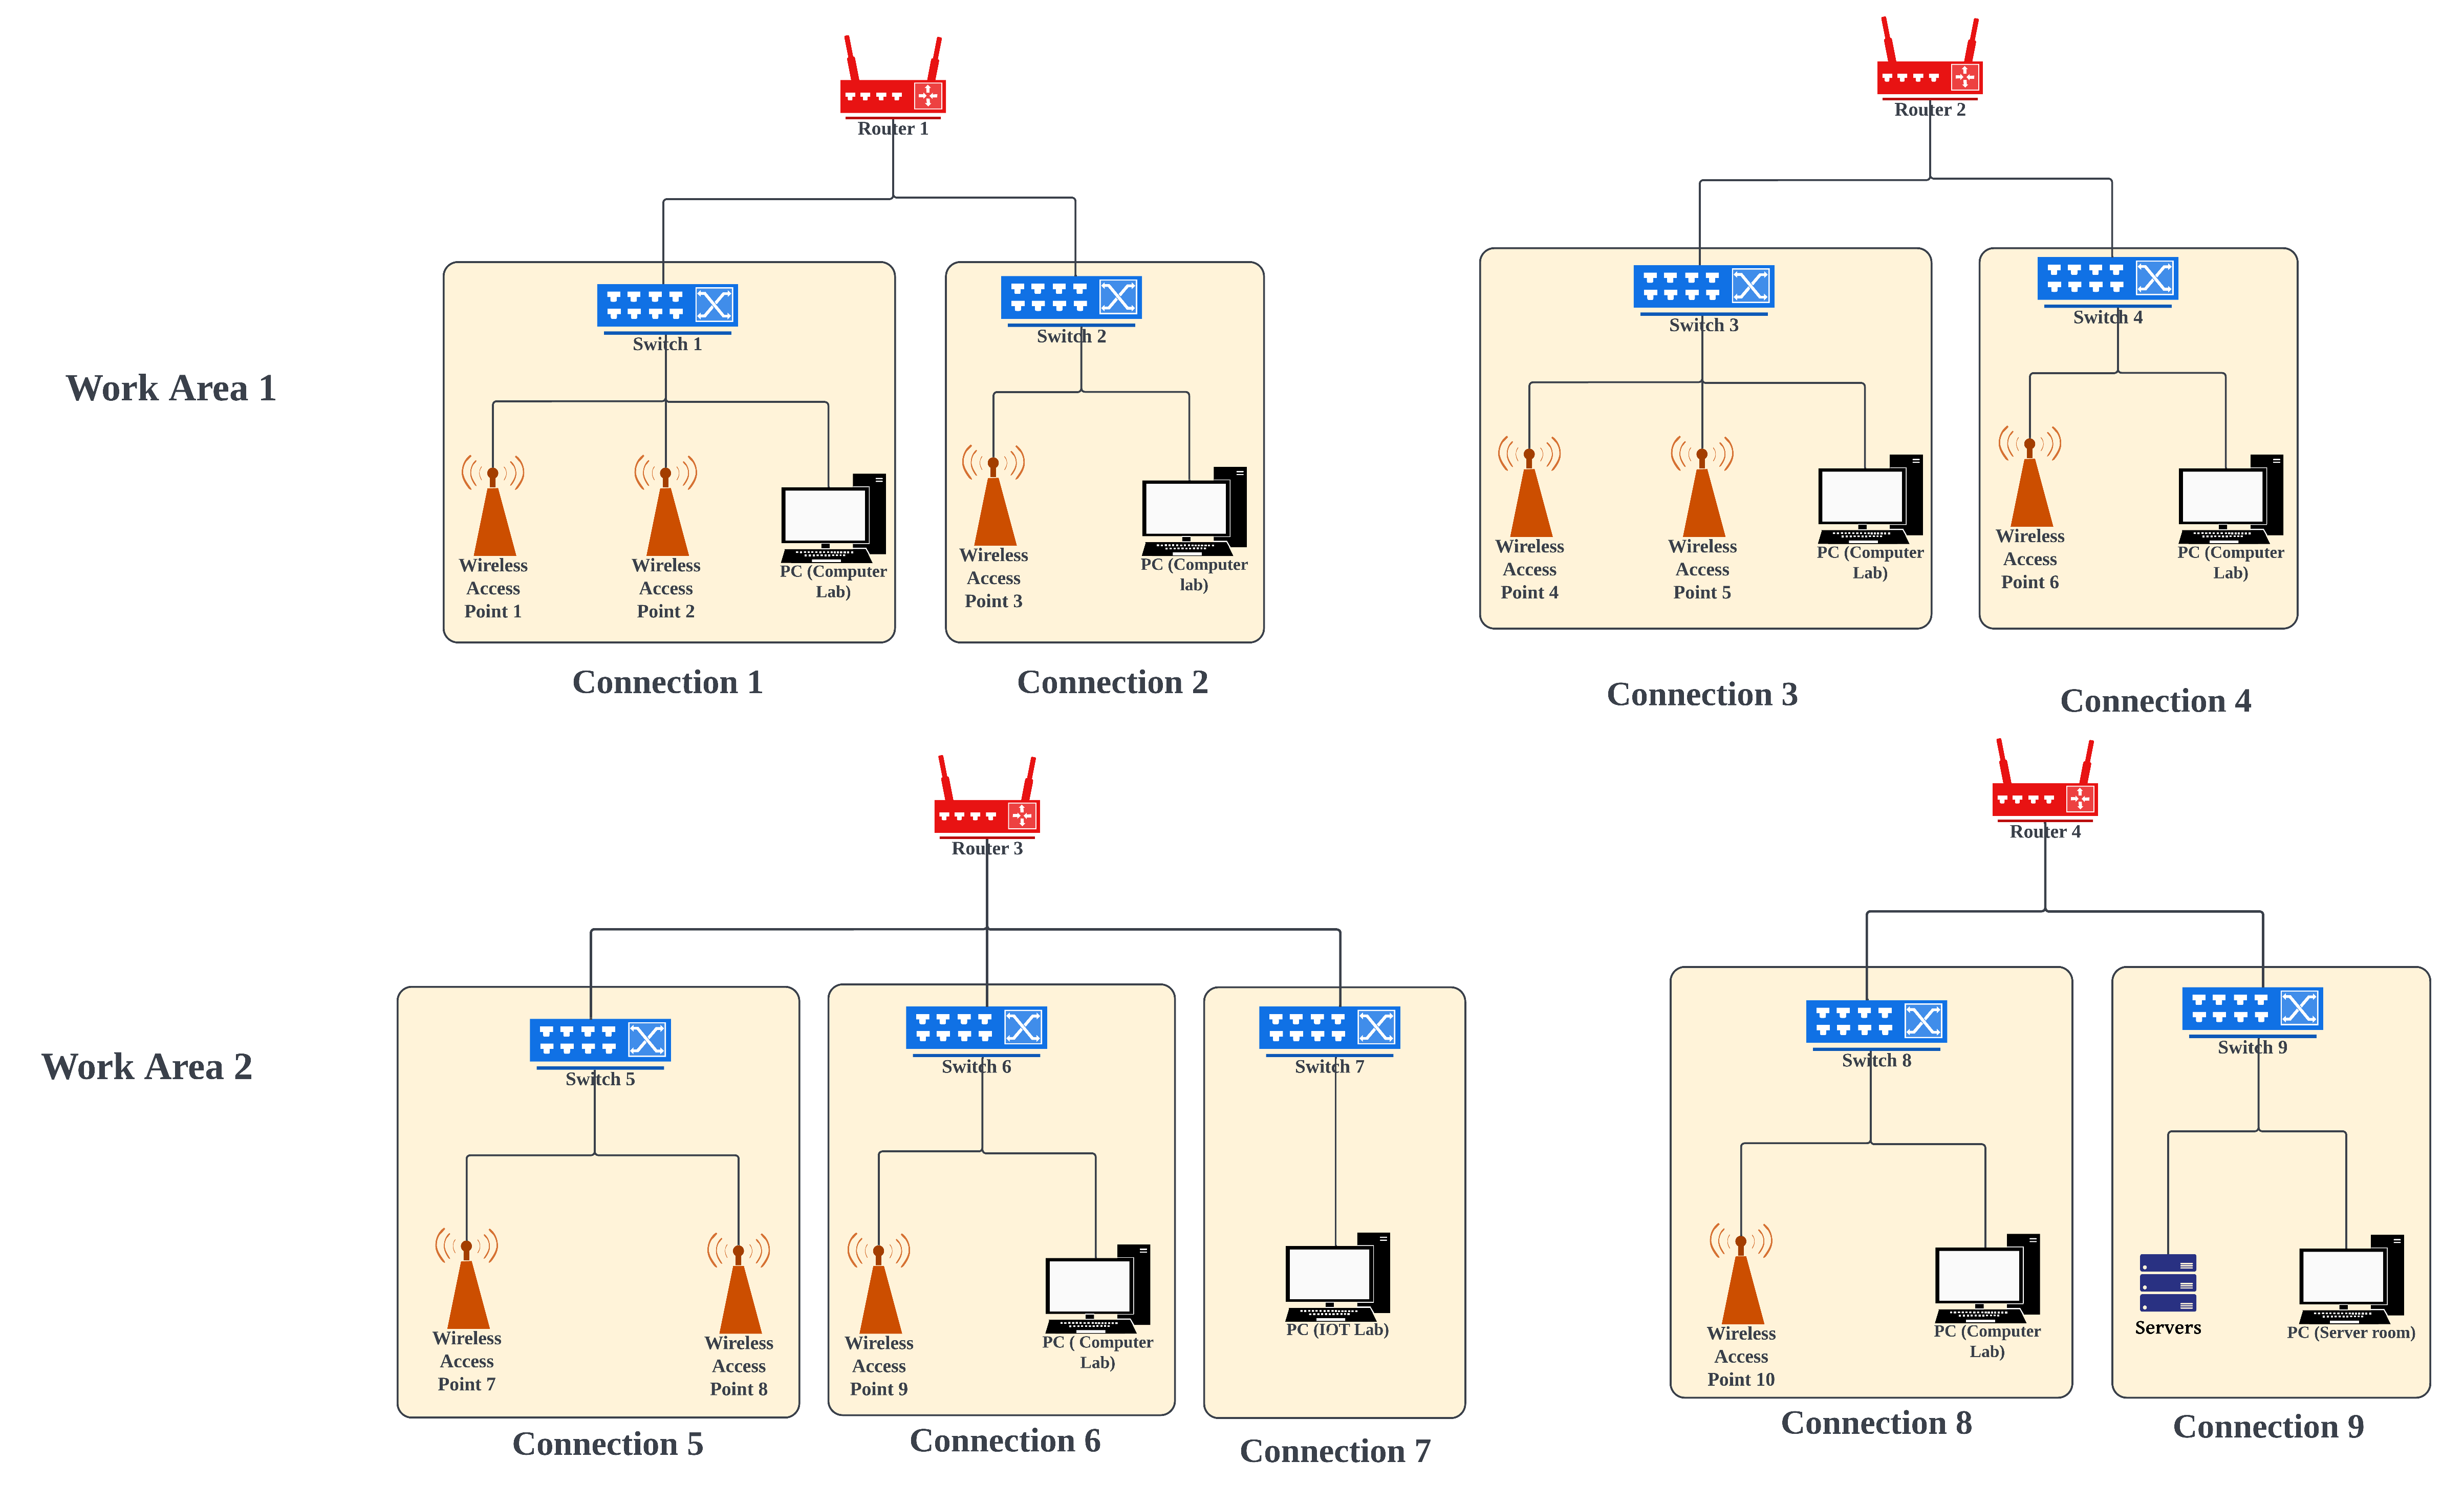 Router 1
Router 2
Work Area 1
Switch 1
Switch 2
Switch 3
Switch 4
Wireless
Access
Point 1
Wireless
Access
Point 2
PC (Computer
Lab)
Wireless
Access
Point 3
PC (Computer
lab)
Wireless
Access
Point 4
Wireless
Access
Point 5
PC (Computer
Lab)
Wireless
Access
Point 6
PC (Computer
Lab)
Connection 1
Connection 2
Connection 3
Connection 4
Router 3
Router 4
Work Area 2
Switch 5
Switch 6
Switch 7
Switch 8
Switch 9
Wireless
Access
Point 7
Wireless
Access
Point 8
Wireless
Access
Point 9
PC ( Computer
Lab)
PC (IOT Lab)
Wireless
Access
Point 10
PC (Computer
Lab)
Servers
PC (Server room)
Connection 5
Connection 6
Connection 7
Connection 8
Connection 9